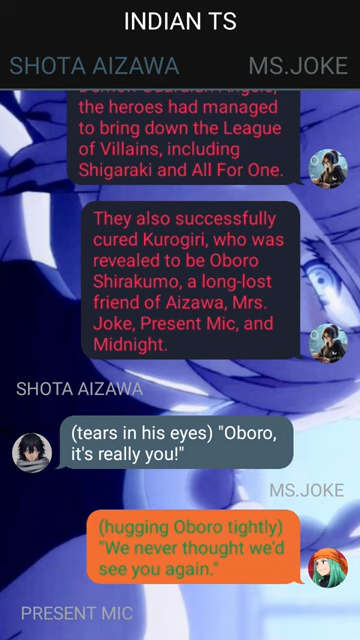 INDIAN TS
SHOTA AIZAWA MS.JOKE
Demon Guardian Angels,
the heroes had managed
to bring down the League
of Villains, including
Shigaraki and All For One.
They also successfully
cured Kurogiri, who was
revealed to be Oboro
Shirakumo, a long-lost
friend of Aizawa, Mrs.
Joke, Present Mic, and
Midnight.
SHOTA AIZAWA
(tears in his eyes) "Oboro,
it's really you!"
MS.JOKE
(hugging Oboro tightly)
"We never thought we'd
see you again."
PRESENT MIC